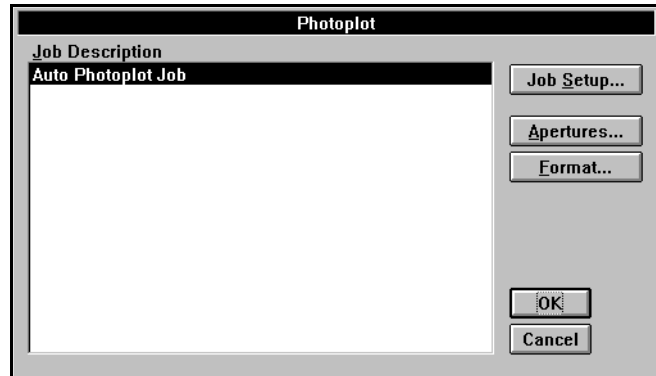 Photoplot
Job Description
Auto Photoplot Job
Job Setup...
Apertures...
Format...
OK
Cancel